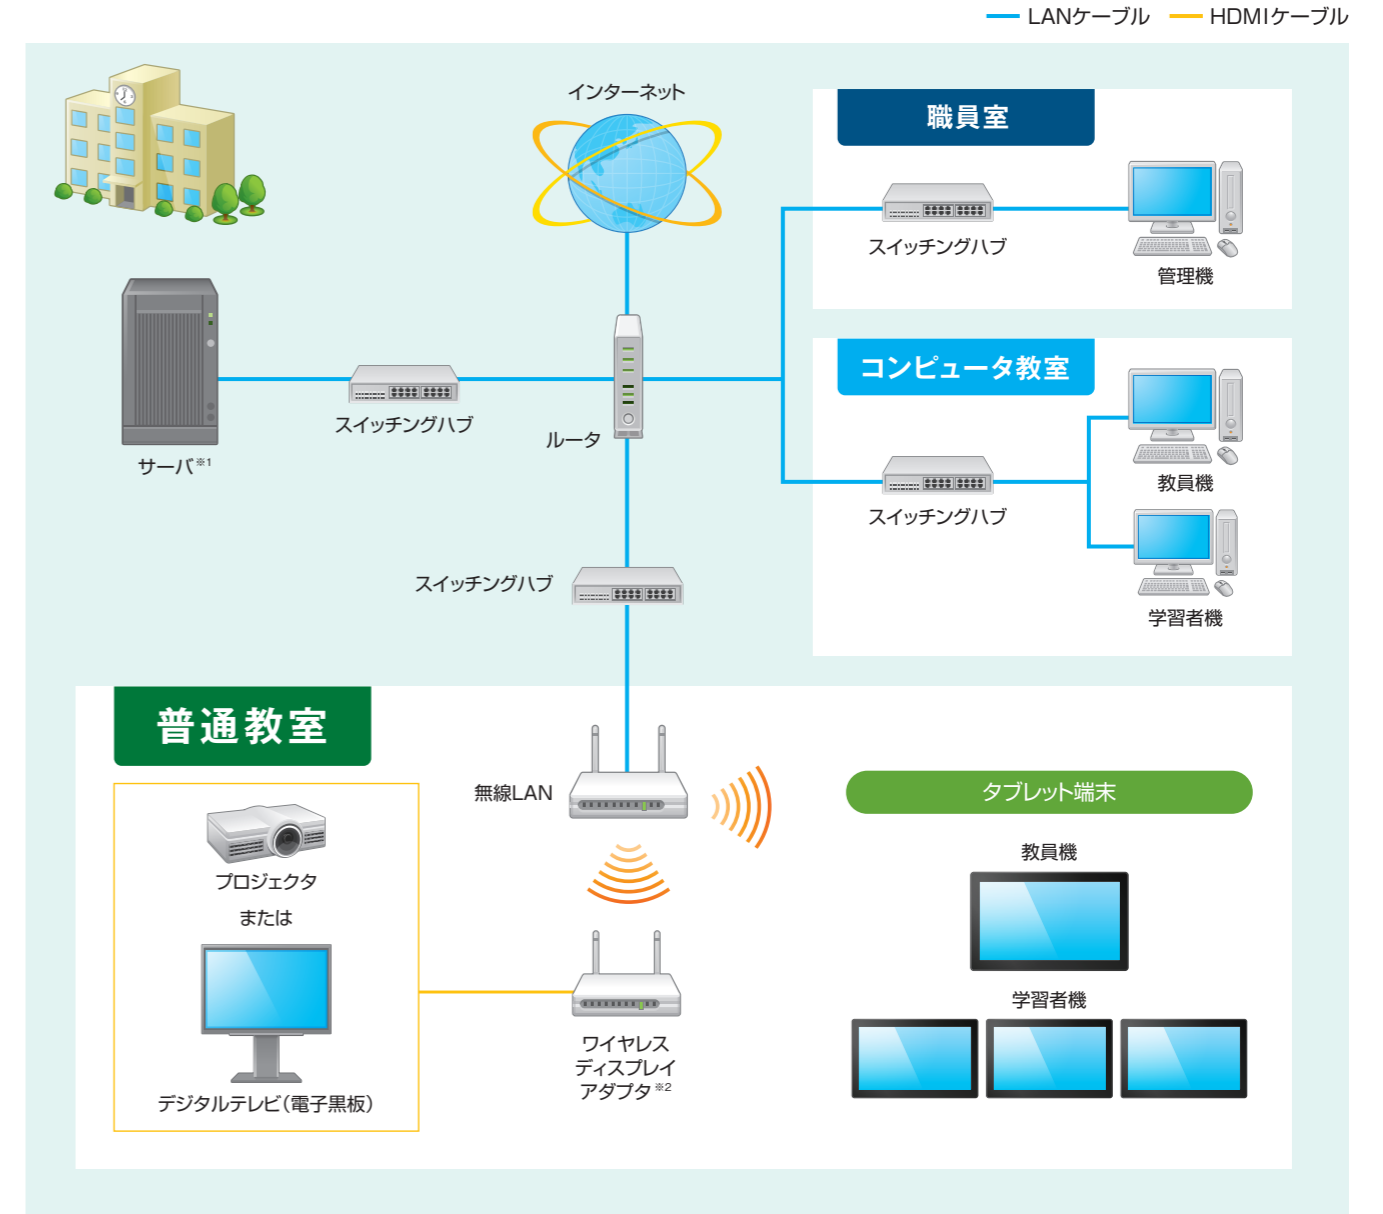 LANケーブル HDMIケーブル
インターネット
職員室
スイッチングハブ
管理機
コンピュータ教室
スイッチングハブ
教員機
学習者機
サーバ※1
スイッチングハブ
ルータ
スイッチングハブ
普通教室
無線LAN
プロジェクタ
または
デジタルテレビ(電子黒板)
ワイヤレス
ディスプレイ
アダプタ※2
タブレット端末
教員機
学習者機